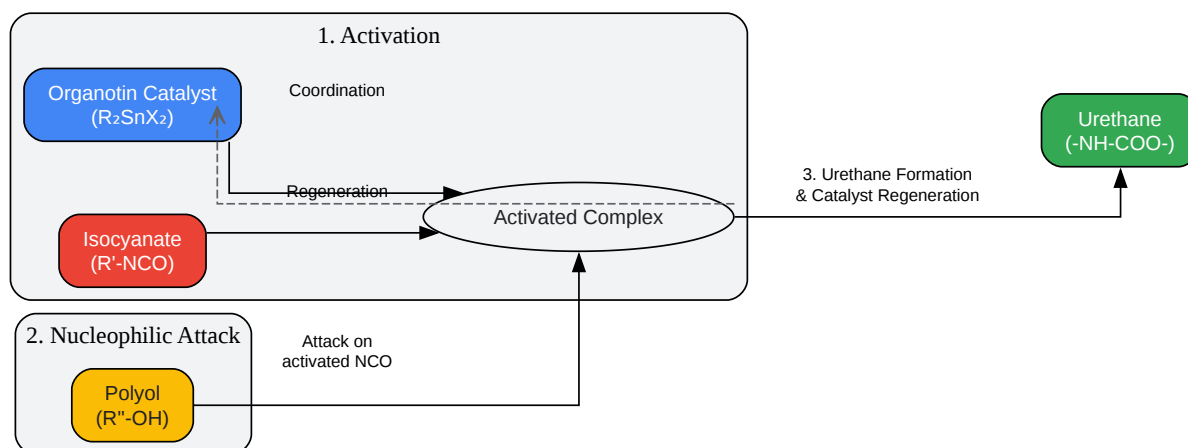 1. Activation
Organotin Catalyst
(R₂SnX₂)
Coordination
Regeneration
Isocyanate
(R'-NCO)
Activated Complex
3. Urethane Formation
& Catalyst Regeneration
Urethane
(-NH-COO-)
2. Nucleophilic Attack
Polyol
(R''-OH)
Attack on
activated NCO